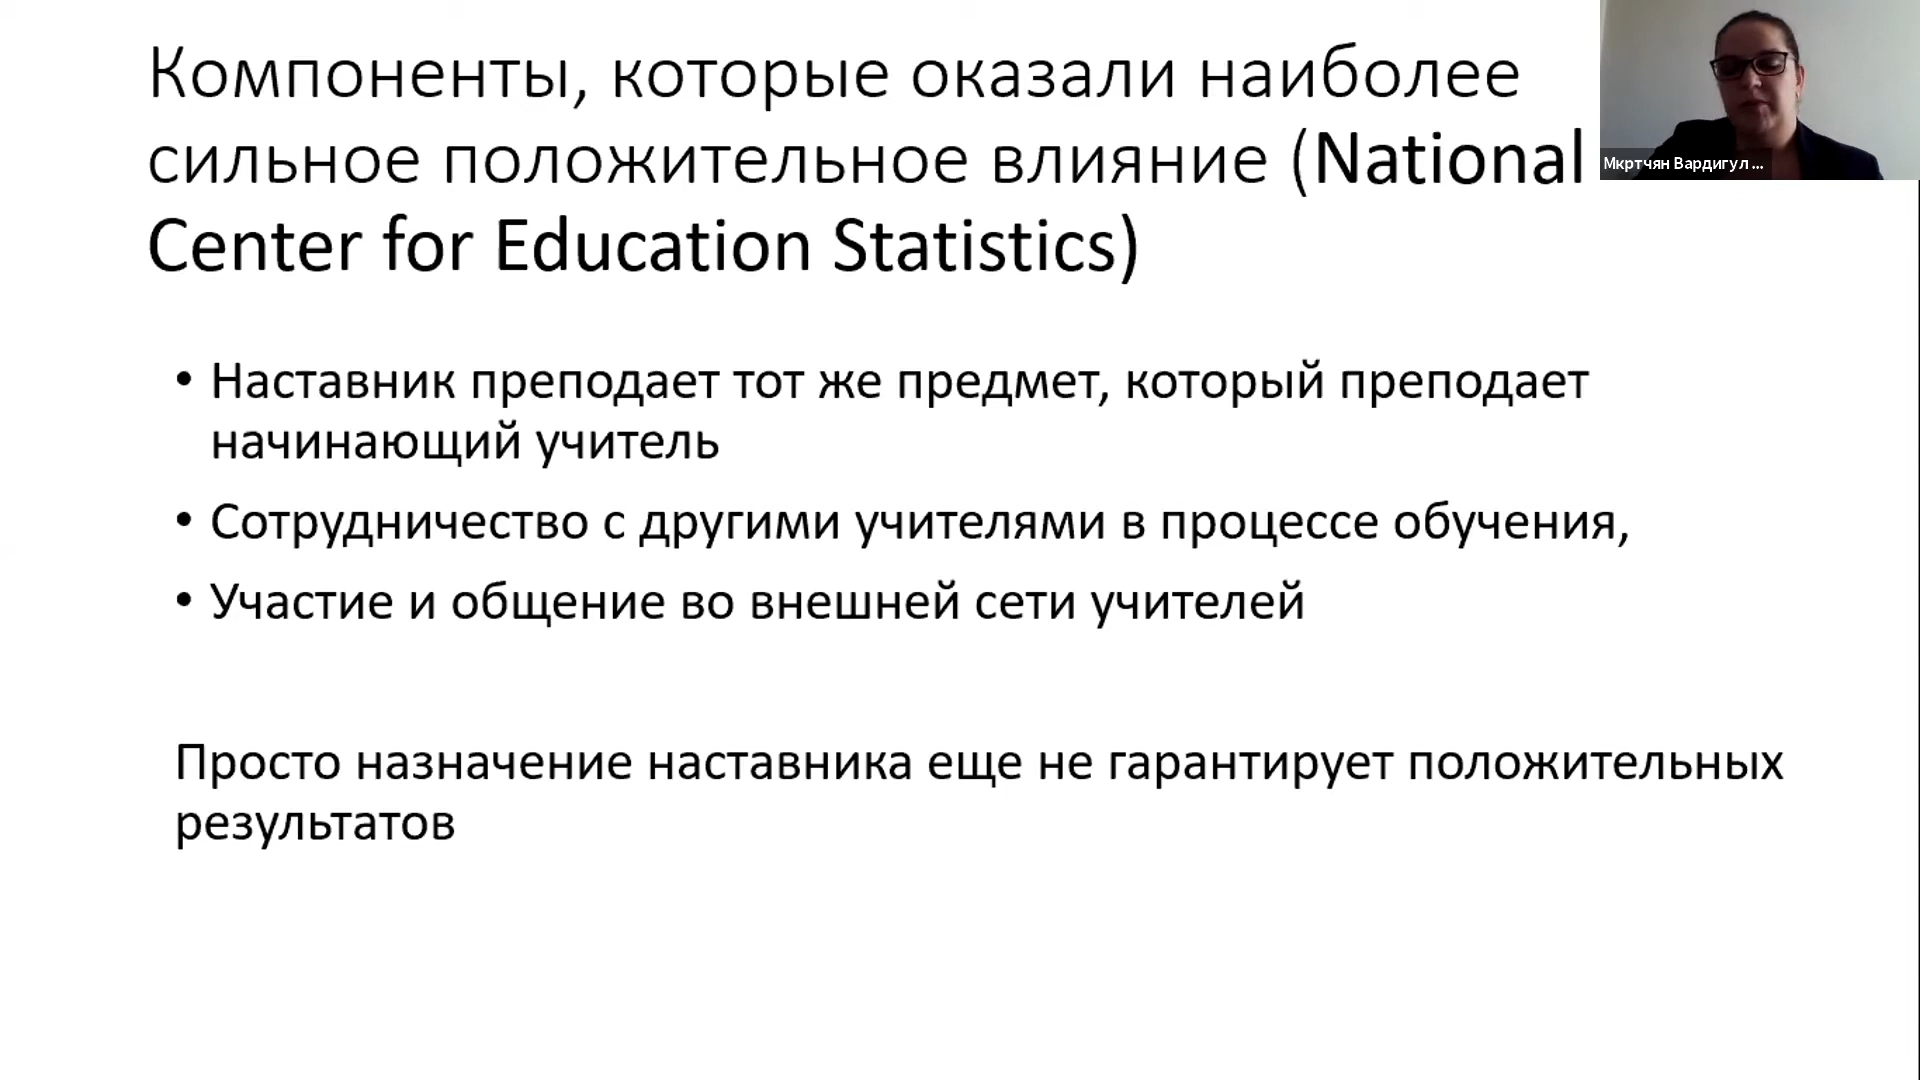 Компоненты, которые оказали наиболее
сильное положительное влияние (National
Center for Education Statistics)
Мкртчян Вардигул ...
• Наставник преподает тот же предмет, который преподает
начинающий учитель
• Сотрудничество с другими учителями в процессе обучения,
• Участие и общение во внешней сети учителей
Просто назначение наставника еще не гарантирует положительных
результатов